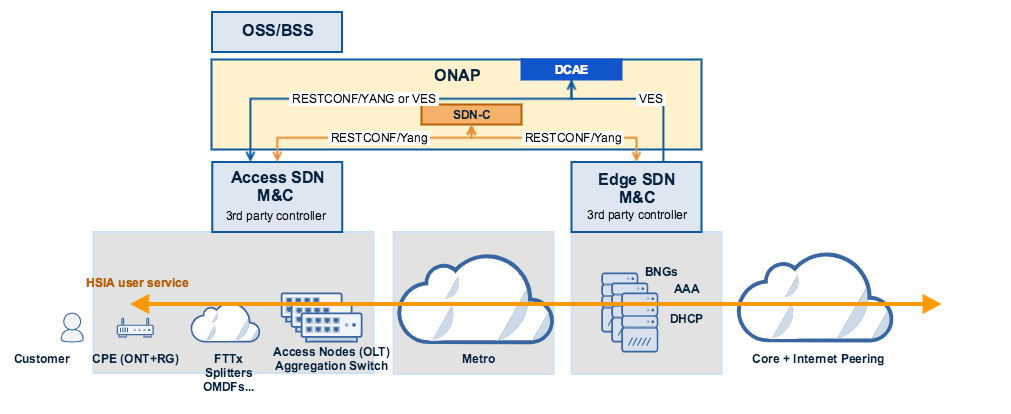 OSS/BSS
ONAP
DCAE
RESTCONF/YANG or VES
VES
SDN-C
RESTCONF/Yang
RESTCONF/Yang
Access SDN
M&C
3rd party controller
Edge SDN
M&C
3rd party controller
HSIA user service
BNGs
AAA
DHCP
Customer
CPE (ONT+RG)
FTTx
Splitters
OMDFs...
Access Nodes (OLT)
Aggregation Switch
Metro
Core + Internet Peering